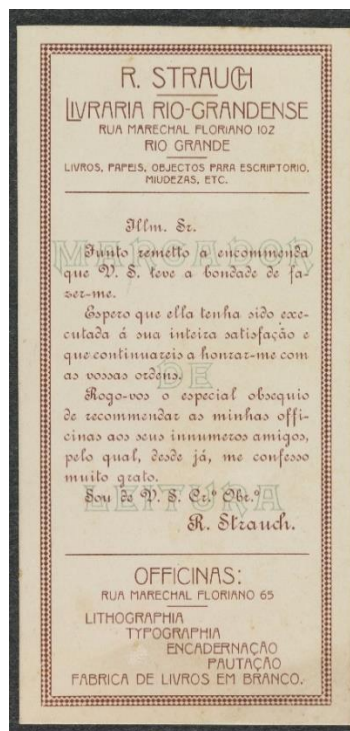 R. STRAUCH
LIVRARIA RIO-GRANDENSE
RUA MARECHAL FLORIANO 102
RIO GRANDE
LIVROS, PAPEIS, OBJECTOS PARA ESCRIPTORIO,
MIUDEZAS, ETC.
Illm. Sr.
MARCADOR
Junto remetto a encommenda
que V. S. teve a bondade de fa-
zer-me.
Espero que ella tenha sido exe-
cutada á sua inteira satisfação e
que continuareis a honrar-me com
as vossas ordens.
DE
Rogo-vos o especial obsequio
de recommendar as minhas offi-
cinas aos seus innumeros amigos,
pelo qual, desde já, me confesso
muito grato.
LEITURA
Sou de V. S. Cr.º Obr.º
R. Strauch.
OFFICINAS:
RUA MARECHAL FLORIANO 65
LITHOGRAPHIA
TYPOGRAPHIA
ENCADERNAÇÃO
PAUTAÇÃO
FABRICA DE LIVROS EM BRANCO.